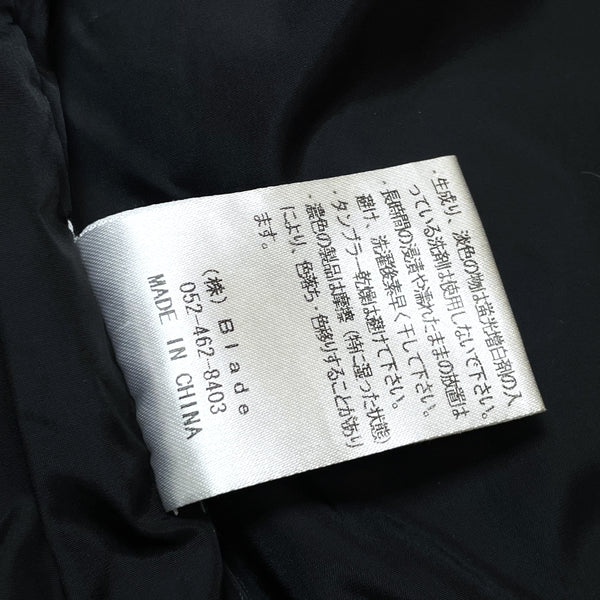 ・生成り、淡色の物は蛍光増白剤の入
っている洗剤は使用しないで下さい。
・長時間の浸漬や濡れたままの放置は
避け、洗濯後素早く干して下さい。
・タンブラー乾燥は避けて下さい。
・濃色の製品は摩擦（特に湿った状態）
により、色落ち・色移りすることがあり
ます。
（株）Blade
052-462-8403
MADE IN CHINA